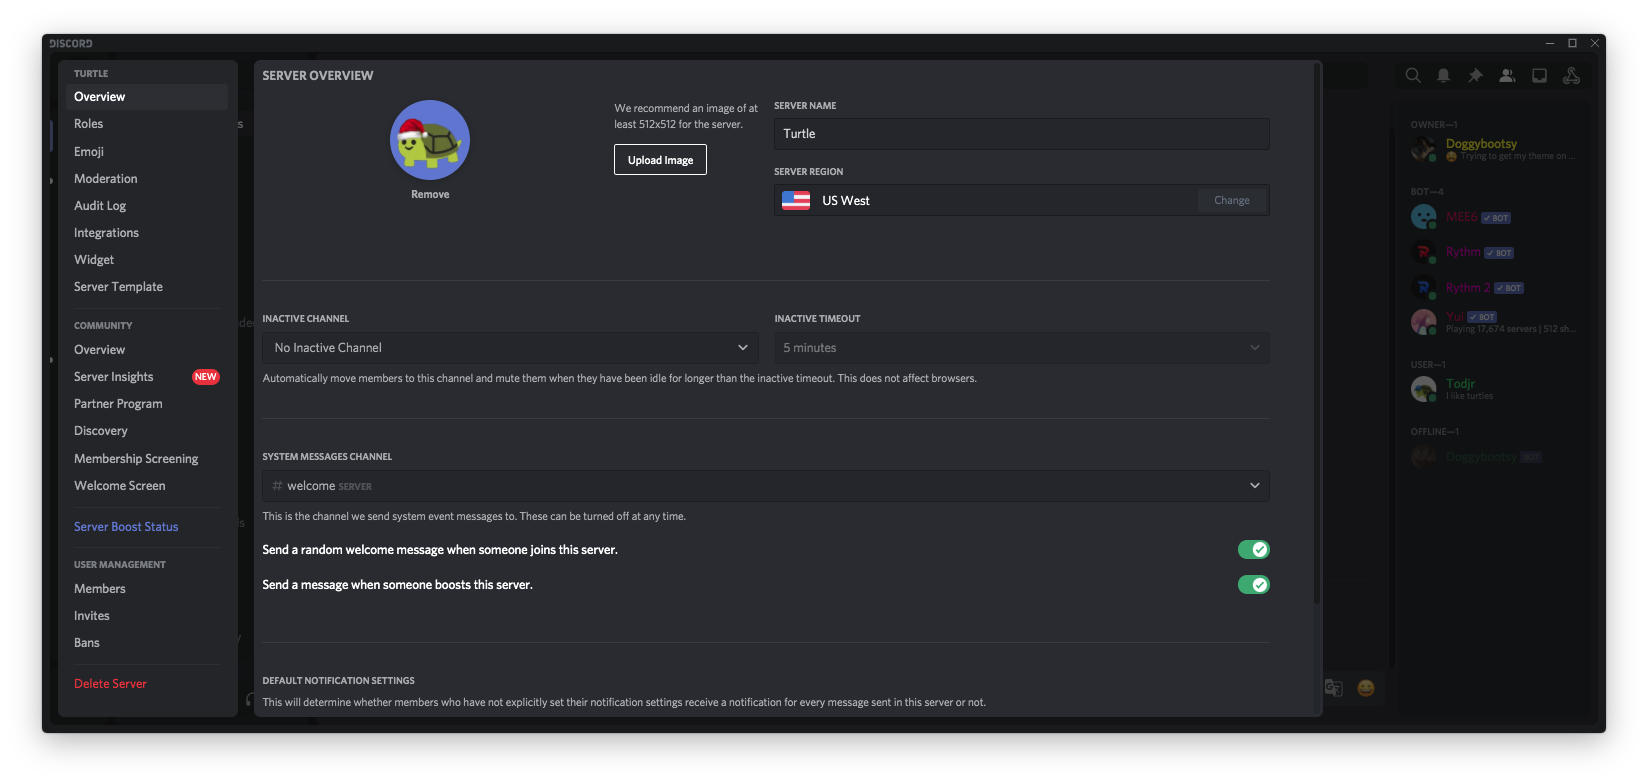 DISCORD
TURTLE
Overview
Roles
Emoji
Moderation
Audit Log
Integrations
Widget
Server Template
COMMUNITY
Overview
Server Insights NEW
Partner Program
Discovery
Membership Screening
Welcome Screen
Server Boost Status
USER MANAGEMENT
Members
Invites
Bans
Delete Server
SERVER OVERVIEW
Remove
We recommend an image of at
least 512x512 for the server.
Upload Image
SERVER NAME
Turtle
SERVER REGION
US West
Change
INACTIVE CHANNEL
No Inactive Channel
INACTIVE TIMEOUT
5 minutes
Automatically move members to this channel and mute them when they have been idle for longer than the inactive timeout. This does not affect browsers.
SYSTEM MESSAGES CHANNEL
# welcome SERVER
This is the channel we send system event messages to. These can be turned off at any time.
Send a random welcome message when someone joins this server.
Send a message when someone boosts this server.
DEFAULT NOTIFICATION SETTINGS
This will determine whether members who have not explicitly set their notification settings receive a notification for every message sent in this server or not.
OWNER—1
Doggybootsy
Trying to get my theme on ...
BOT—4
MEE6 BOT
Rythm BOT
Rythm 2 BOT
Yui BOT
Playing 17,674 servers | 512 sh...
USER—1
Todjr
I like turtles
OFFLINE—1
Doggybootsy BOT